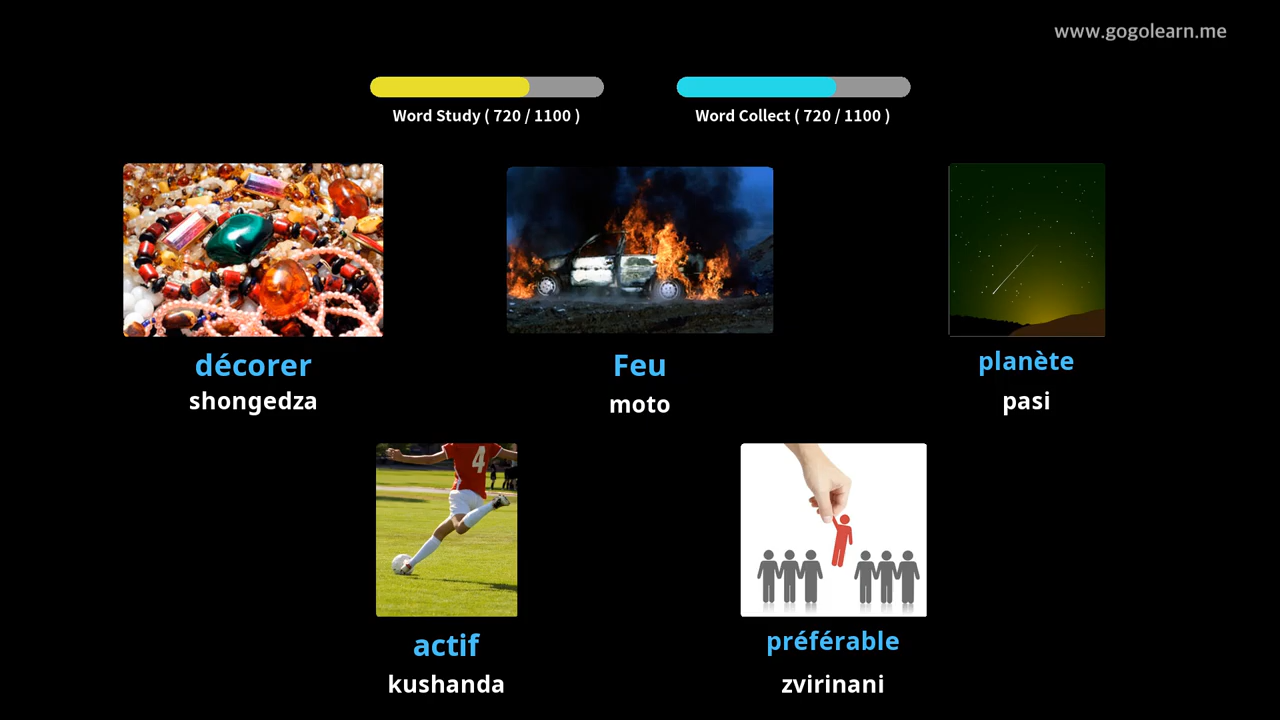 www.gogolearn.me
Word Study ( 720 / 1100 )
Word Collect ( 720 / 1100 )
décorer
shongedza
Feu
moto
planète
pasi
4
actif
kushanda
préférable
zvirinani